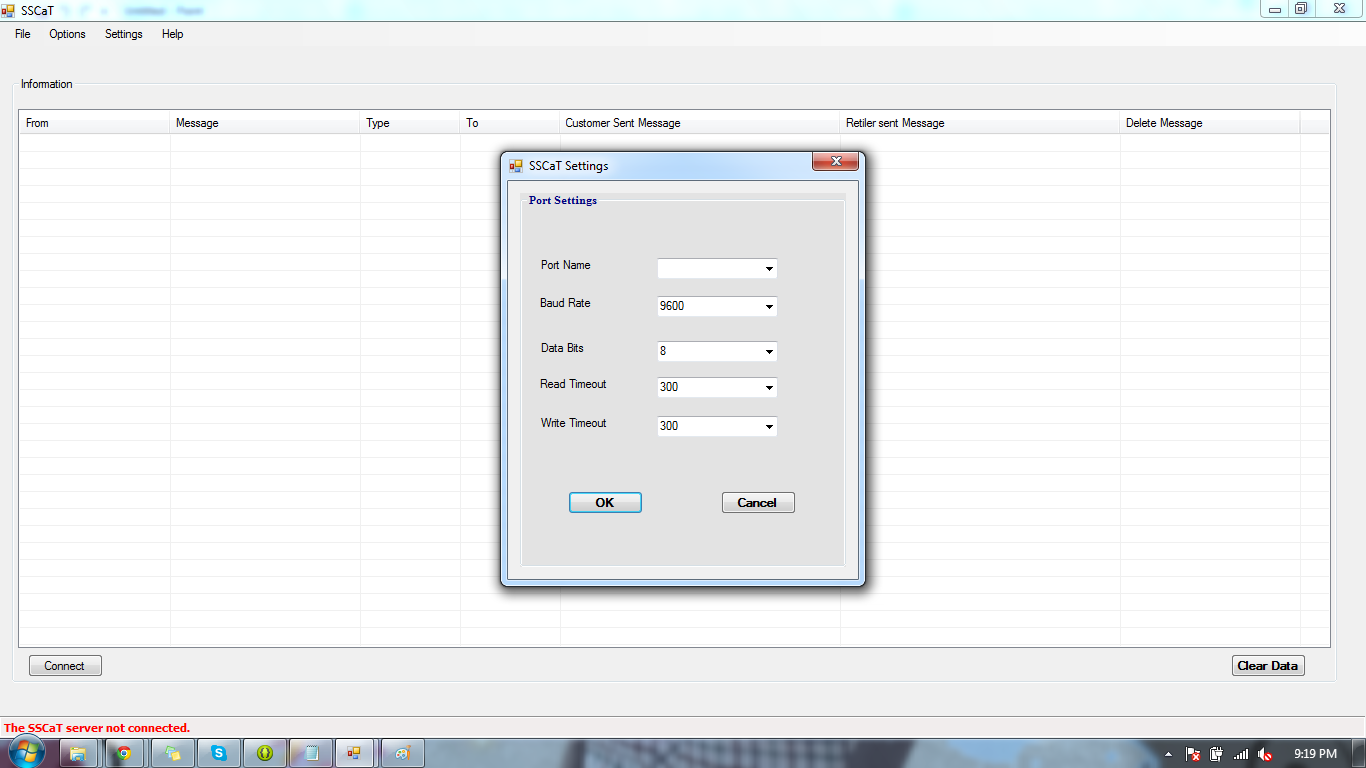 SSCaT
File Options Settings Help
Information
From Message Type To Customer Sent Message Retiler sent Message Delete Message
SSCaT Settings
Port Settings
Port Name
Baud Rate 9600
Data Bits 8
Read Timeout 300
Write Timeout 300
OK Cancel
Connect Clear Data
The SSCaT server not connected.
9:19 PM